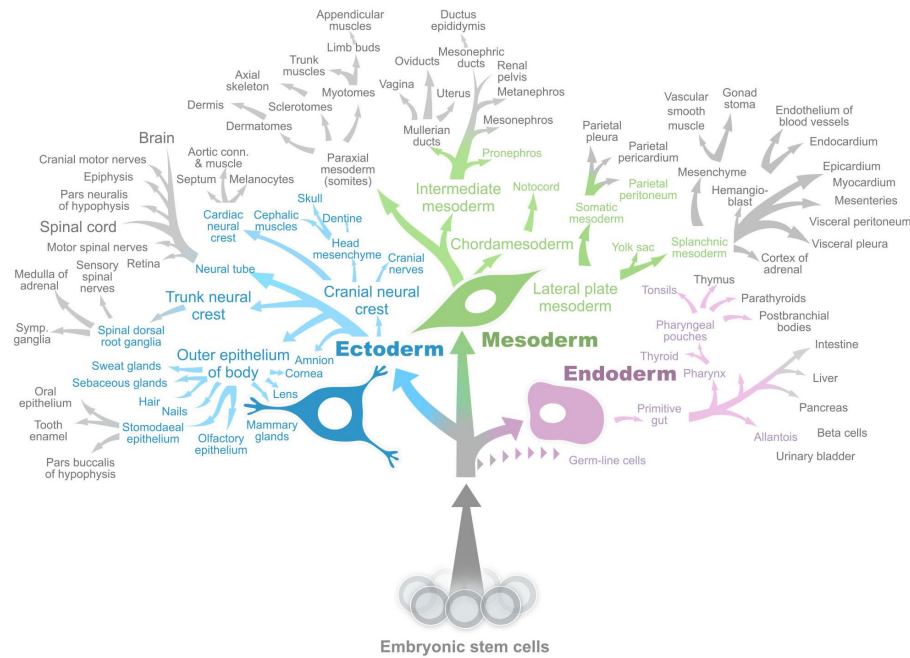 Appendicular
muscles
Limb buds
Trunk
muscles
Axial
skeleton
Myotomes
Sclerotomes
Dermis
Dermatomes
Paraxial
mesoderm
(somites)
Ductus
epididymis
Mesonephric
ducts
Oviducts
Renal
pelvis
Vagina
Uterus
Metanephros
Mullerian
ducts
Mesonephros
Pronephros
Intermediate
mesoderm
Notocord
Chordamesoderm
Parietal
pleura
Parietal
pericardium
Parietal
peritoneum
Somatic
mesoderm
Yolk sac
Lateral plate
mesoderm
Splanchnic
mesoderm
Vascular
smooth
muscle
Gonad
stoma
Mesenchyme
Hemangio-
blast
Endothelium of
blood vessels
Endocardium
Epicardium
Myocardium
Mesenteries
Visceral peritoneum
Visceral pleura
Cortex of
adrenal
Brain
Cranial motor nerves
Epiphysis
Pars neuralis
of hypophysis
Spinal cord
Motor spinal nerves
Retina
Neural tube
Aortic conn.
& muscle
Septum
Melanocytes
Cardiac
neural
crest
Skull
Cephalic
muscles
Dentine
Head
mesenchyme
Cranial
nerves
Cranial neural
crest
Medulla of
adrenal
Sensory
spinal
nerves
Trunk neural
crest
Symp.
ganglia
Spinal dorsal
root ganglia
Ectoderm
Mesoderm
Endoderm
Outer epithelium
of body
Amnion
Cornea
Lens
Mammary
glands
Sweat glands
Sebaceous glands
Hair
Nails
Stomodaeal
epithelium
Olfactory
epithelium
Oral
epithelium
Tooth
enamel
Pars buccalis
of hypophysis
Tonsils
Thymus
Parathyroids
Postbranchial
bodies
Pharyngeal
pouches
Thyroid
Pharynx
Intestine
Liver
Pancreas
Primitive
gut
Allantois
Beta cells
Urinary bladder
Germ-line cells
Embryonic stem cells